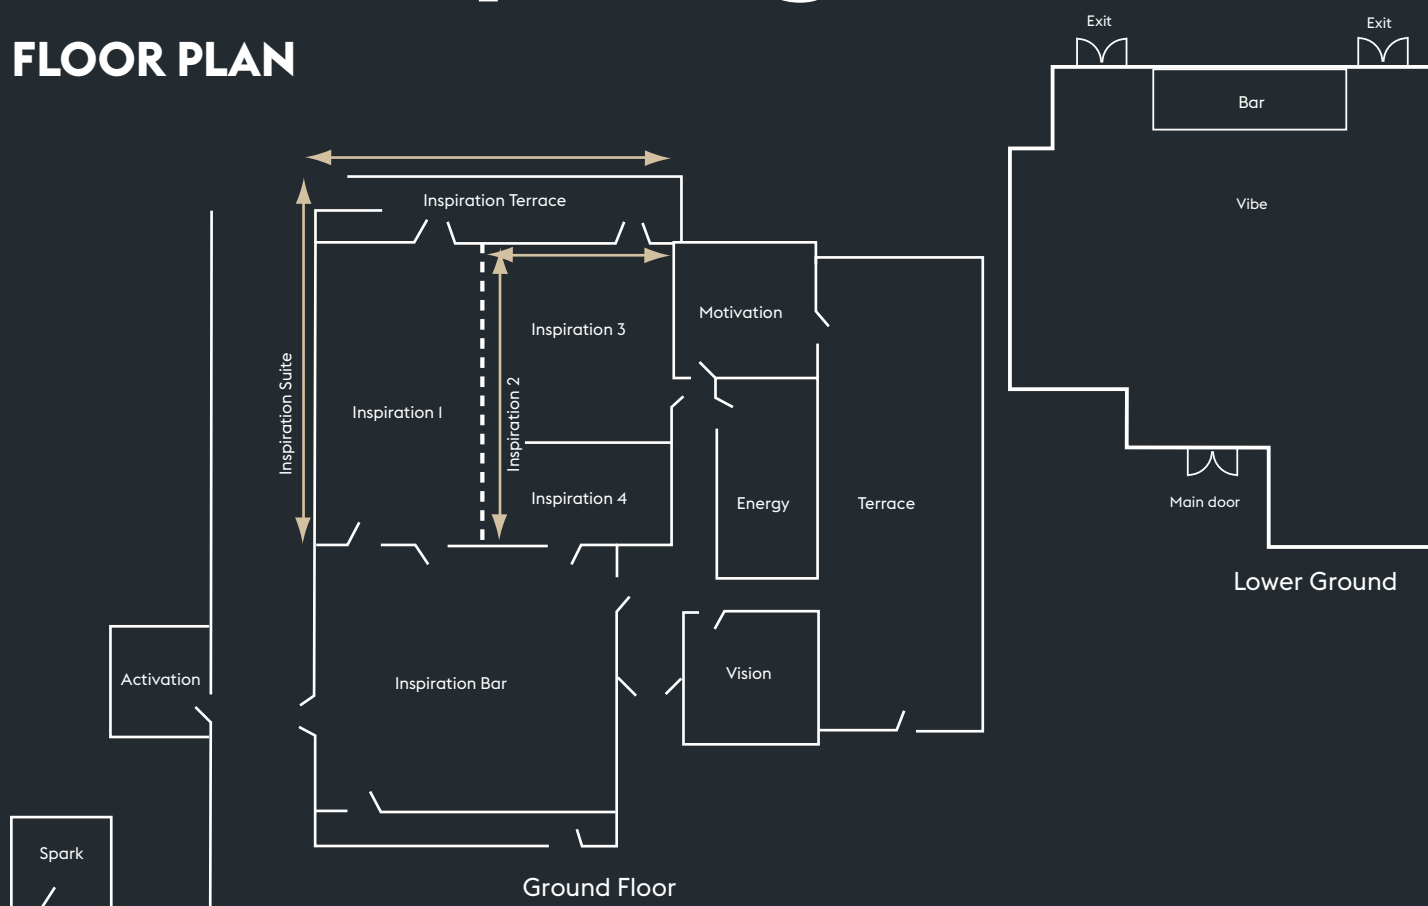 FLOOR PLAN
Exit
Exit
Bar
Vibe
Main door
Lower Ground
Inspiration Terrace
Inspiration Suite
Inspiration 1
Inspiration 2
Inspiration 3
Inspiration 4
Motivation
Energy
Terrace
Activation
Inspiration Bar
Vision
Spark
Ground Floor